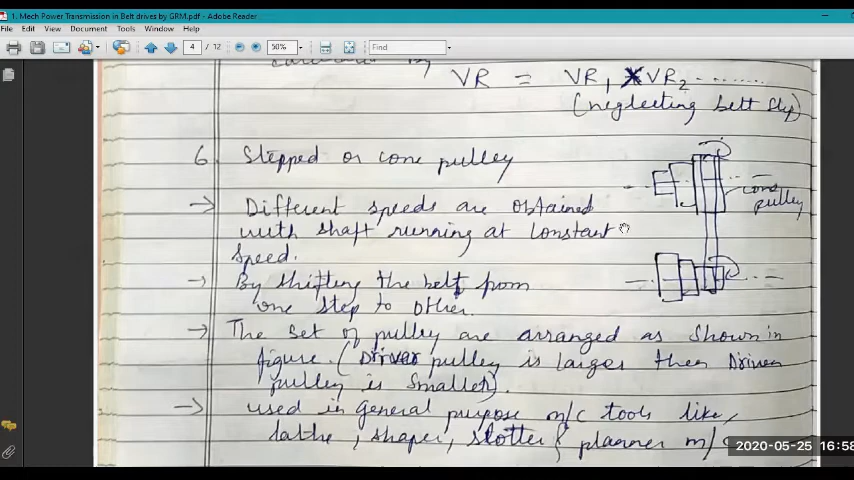 1. Mech Power Transmission in Belt drives by GRM.pdf - Adobe Reader
File Edit View Document Tools Window Help
4 / 12 50% Find
VR = VR1 X VR2 - ........
(neglecting belt slip)
6 Stepped or cone pulley
cone pulley
→ Different speeds are obtained
with shaft running at constant
speed.
→ By shifting the belt from
one step to other.
→ The set of pulley are arranged as shown in
figure. (Driver pulley is larger then Driven
pulley is smaller).
→ used in General purpose m/c tools like,
lathe, shaper, slotter & planner m/c
2020-05-25 16:58